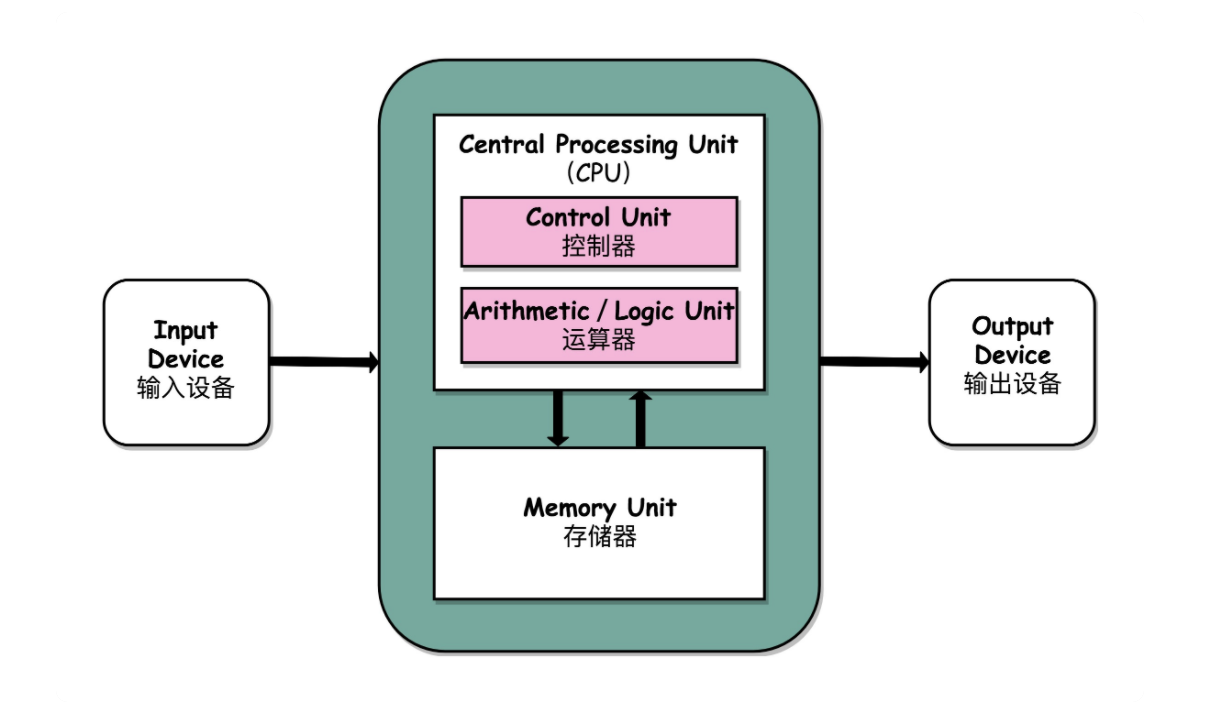 Central Processing Unit
(CPU)
Control Unit
控制器
Arithmetic / Logic Unit
运算器
Input
Device
输入设备
Output
Device
输出设备
Memory Unit
存储器